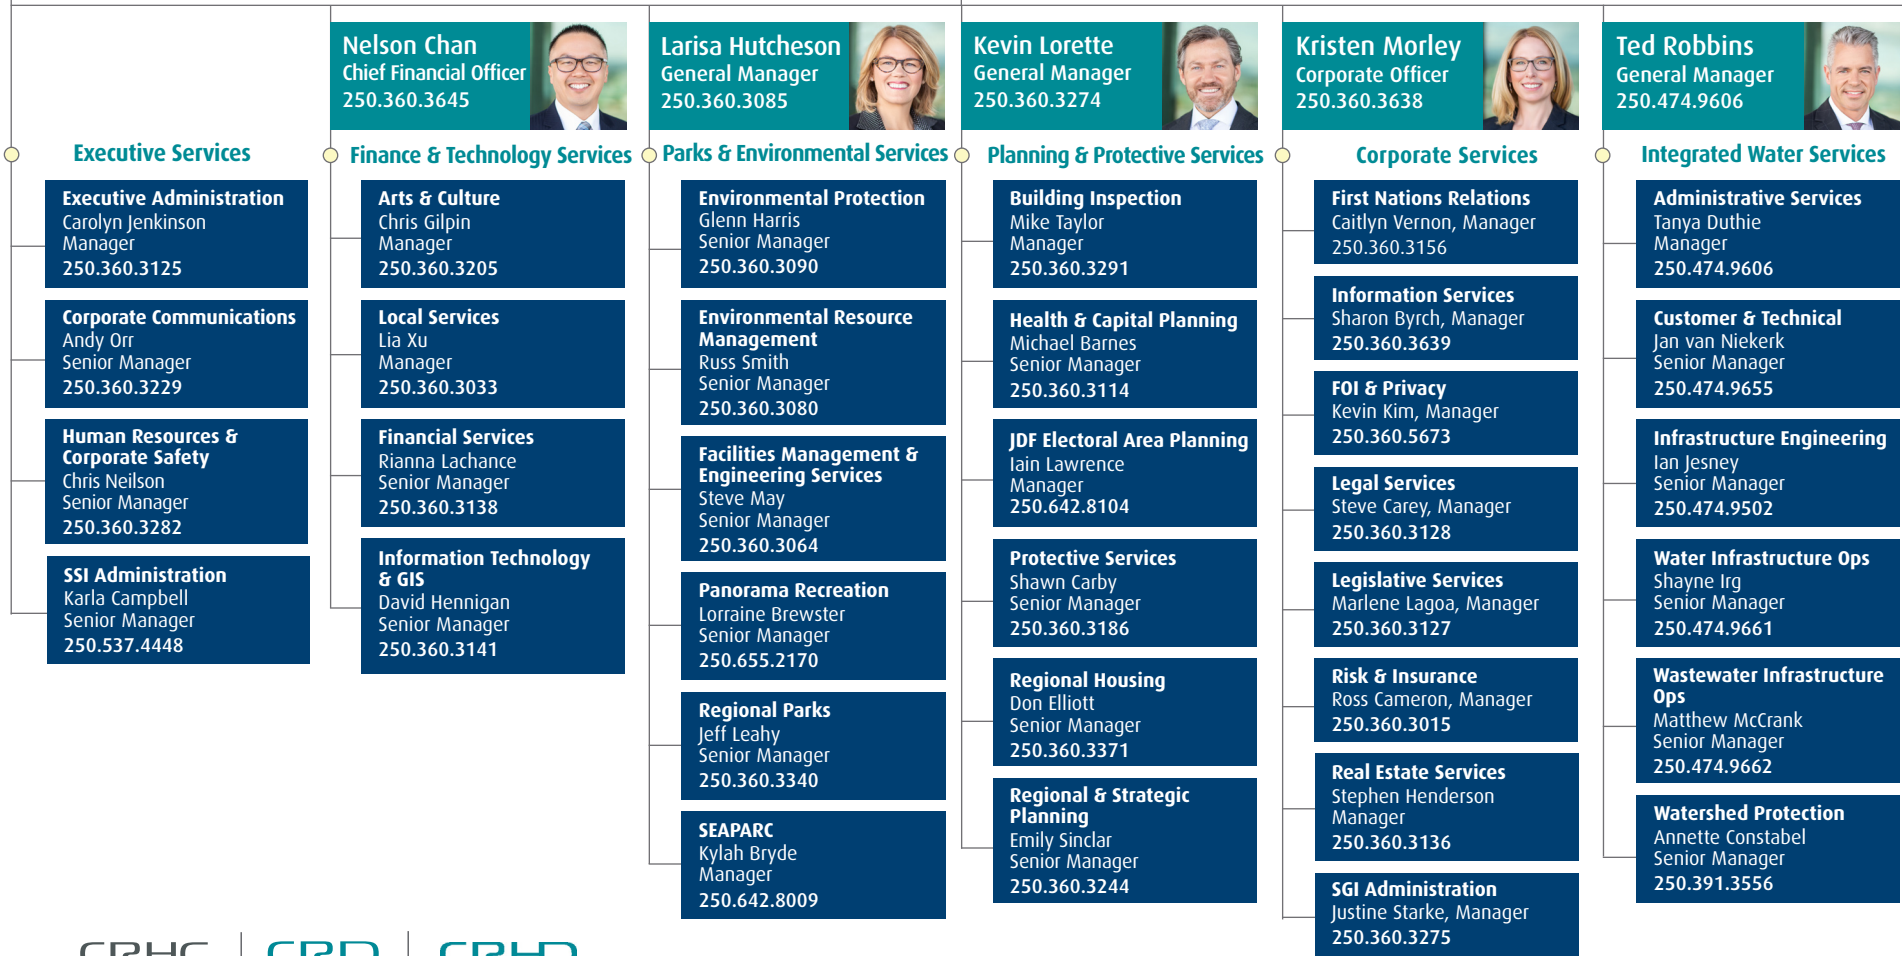 Nelson Chan
Chief Financial Officer
250.360.3645
Larisa Hutcheson
General Manager
250.360.3085
Kevin Lorette
General Manager
250.360.3274
Kristen Morley
Corporate Officer
250.360.3638
Ted Robbins
General Manager
250.474.9606
Executive Services
Executive Administration
Carolyn Jenkinson
Manager
250.360.3125
Corporate Communications
Andy Orr
Senior Manager
250.360.3229
Human Resources &
Corporate Safety
Chris Neilson
Senior Manager
250.360.3282
SSI Administration
Karla Campbell
Senior Manager
250.537.4448
Finance & Technology Services
Arts & Culture
Chris Gilpin
Manager
250.360.3205
Local Services
Lia Xu
Manager
250.360.3033
Financial Services
Rianna Lachance
Senior Manager
250.360.3138
Information Technology
& GIS
David Hennigan
Senior Manager
250.360.3141
Parks & Environmental Services
Environmental Protection
Glenn Harris
Senior Manager
250.360.3090
Environmental Resource
Management
Russ Smith
Senior Manager
250.360.3080
Facilities Management &
Engineering Services
Steve May
Senior Manager
250.360.3064
Panorama Recreation
Lorraine Brewster
Senior Manager
250.655.2170
Regional Parks
Jeff Leahy
Senior Manager
250.360.3340
SEAPARC
Kylah Bryde
Manager
250.642.8009
Planning & Protective Services
Building Inspection
Mike Taylor
Manager
250.360.3291
Health & Capital Planning
Michael Barnes
Senior Manager
250.360.3114
JDF Electoral Area Planning
Iain Lawrence
Manager
250.642.8104
Protective Services
Shawn Carby
Senior Manager
250.360.3186
Regional Housing
Don Elliott
Senior Manager
250.360.3371
Regional & Strategic
Planning
Emily Sinclar
Senior Manager
250.360.3244
Corporate Services
First Nations Relations
Caitlyn Vernon, Manager
250.360.3156
Information Services
Sharon Byrch, Manager
250.360.3639
FOI & Privacy
Kevin Kim, Manager
250.360.5673
Legal Services
Steve Carey, Manager
250.360.3128
Legislative Services
Marlene Lagoa, Manager
250.360.3127
Risk & Insurance
Ross Cameron, Manager
250.360.3015
Real Estate Services
Stephen Henderson
Manager
250.360.3136
SGI Administration
Justine Starke, Manager
250.360.3275
Integrated Water Services
Administrative Services
Tanya Duthie
Manager
250.474.9606
Customer & Technical
Jan van Niekerk
Senior Manager
250.474.9655
Infrastructure Engineering
Ian Jesney
Senior Manager
250.474.9502
Water Infrastructure Ops
Shayne Irg
Senior Manager
250.474.9661
Wastewater Infrastructure
Ops
Matthew McCrank
Senior Manager
250.474.9662
Watershed Protection
Annette Constabel
Senior Manager
250.391.3556
CRHC CRD CRHD